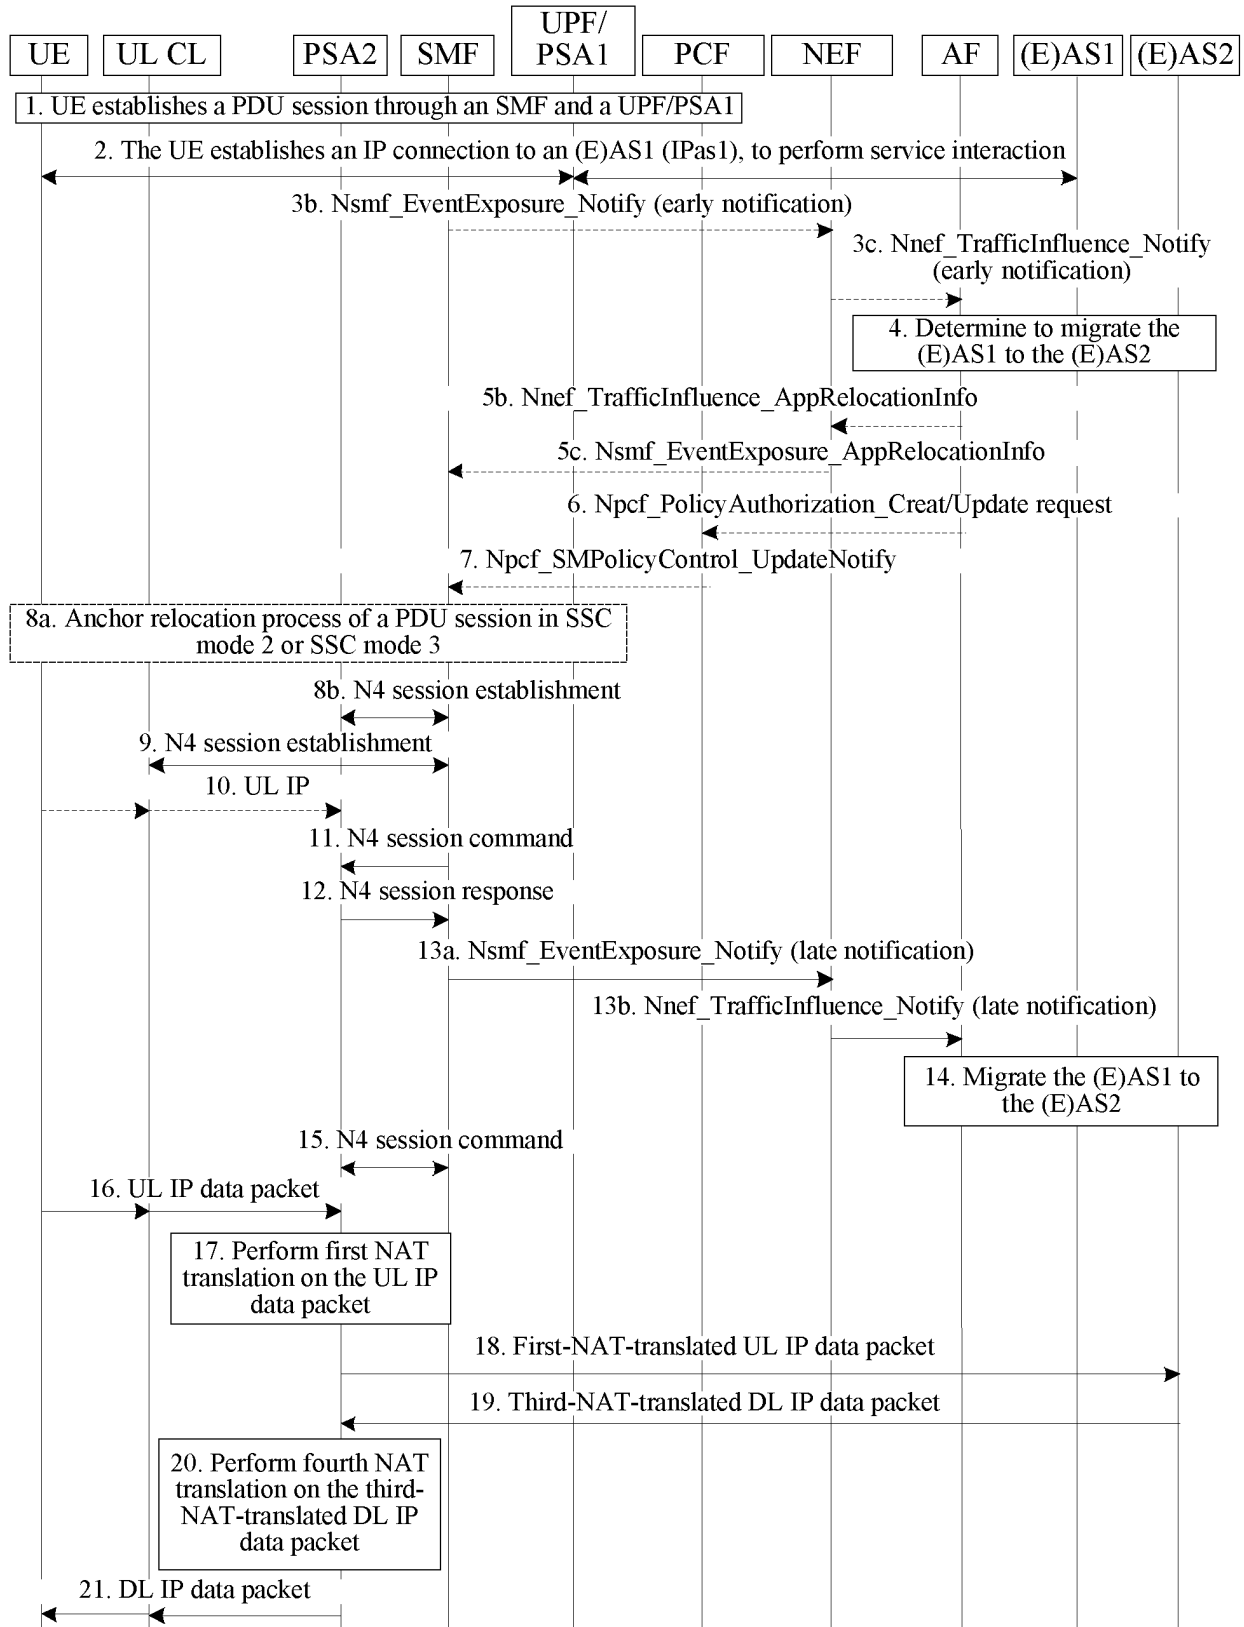 UE
UL CL
PSA2
SMF
UPF/
PSA1
PCF
NEF
AF
(E)AS1
(E)AS2
1. UE establishes a PDU session through an SMF and a UPF/PSA1
2. The UE establishes an IP connection to an (E)AS1 (IPas1), to perform service interaction
3b. Nsmf_EventExposure_Notify (early notification)
3c. Nnef_TrafficInfluence_Notify
(early notification)
4. Determine to migrate the
(E)AS1 to the (E)AS2
5b. Nnef_TrafficInfluence_AppRelocationInfo
5c. Nsmf_EventExposure_AppRelocationInfo
6. Npcf_PolicyAuthorization_Creat/Update request
7. Npcf_SMPolicyControl_UpdateNotify
8a. Anchor relocation process of a PDU session in SSC
mode 2 or SSC mode 3
8b. N4 session establishment
9. N4 session establishment
10. UL IP
11. N4 session command
12. N4 session response
13a. Nsmf_EventExposure_Notify (late notification)
13b. Nnef_TrafficInfluence_Notify (late notification)
14. Migrate the (E)AS1 to
the (E)AS2
15. N4 session command
16. UL IP data packet
17. Perform first NAT
translation on the UL IP
data packet
18. First-NAT-translated UL IP data packet
19. Third-NAT-translated DL IP data packet
20. Perform fourth NAT
translation on the third-
NAT-translated DL IP
data packet
21. DL IP data packet